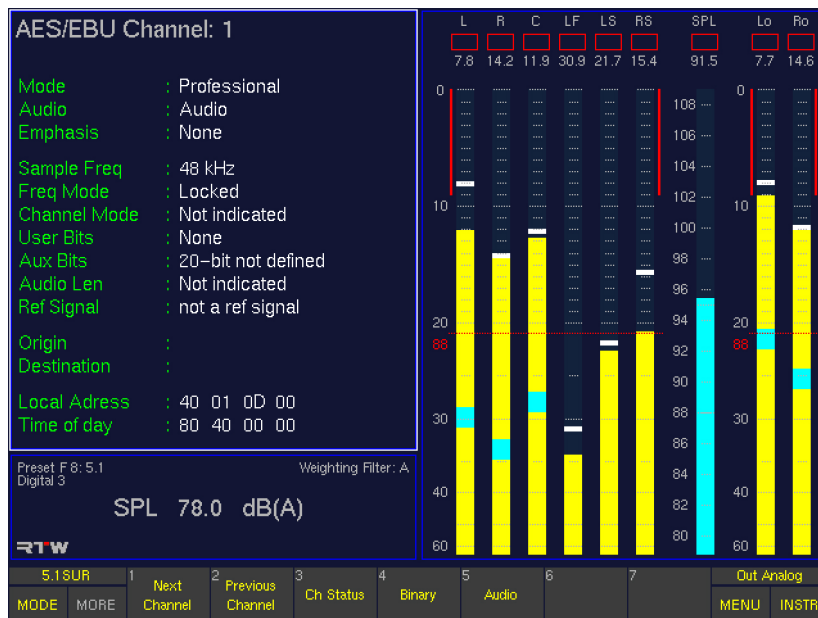 AES/EBU Channel: 1
Mode : Professional
Audio : Audio
Emphasis : None
Sample Freq : 48 kHz
Freq Mode : Locked
Channel Mode : Not indicated
User Bits : None
Aux Bits : 20-bit not defined
Audio Len : Not indicated
Ref Signal : not a ref signal
Origin :
Destination :
Local Adress : 40 01 0D 00
Time of day : 80 40 00 00
Preset F 8: 5.1 Weighting Filter: A
Digital 3
SPL 78.0 dB(A)
RTW
L R C LF LS RS SPL Lo Ro
7.8 14.2 11.9 30.9 21.7 15.4 91.5 7.7 14.6
0 0
108
106
104
102
10 10
100
98
96
94
20 20
88 88
92
90
88
30 30
86
84
40 40
82
80
60 60
5.1SUR 1 Next Channel 2 Previous Channel 3 Ch Status 4 Binary 5 Audio 6 7 Out Analog
MODE MORE MENU INSTR